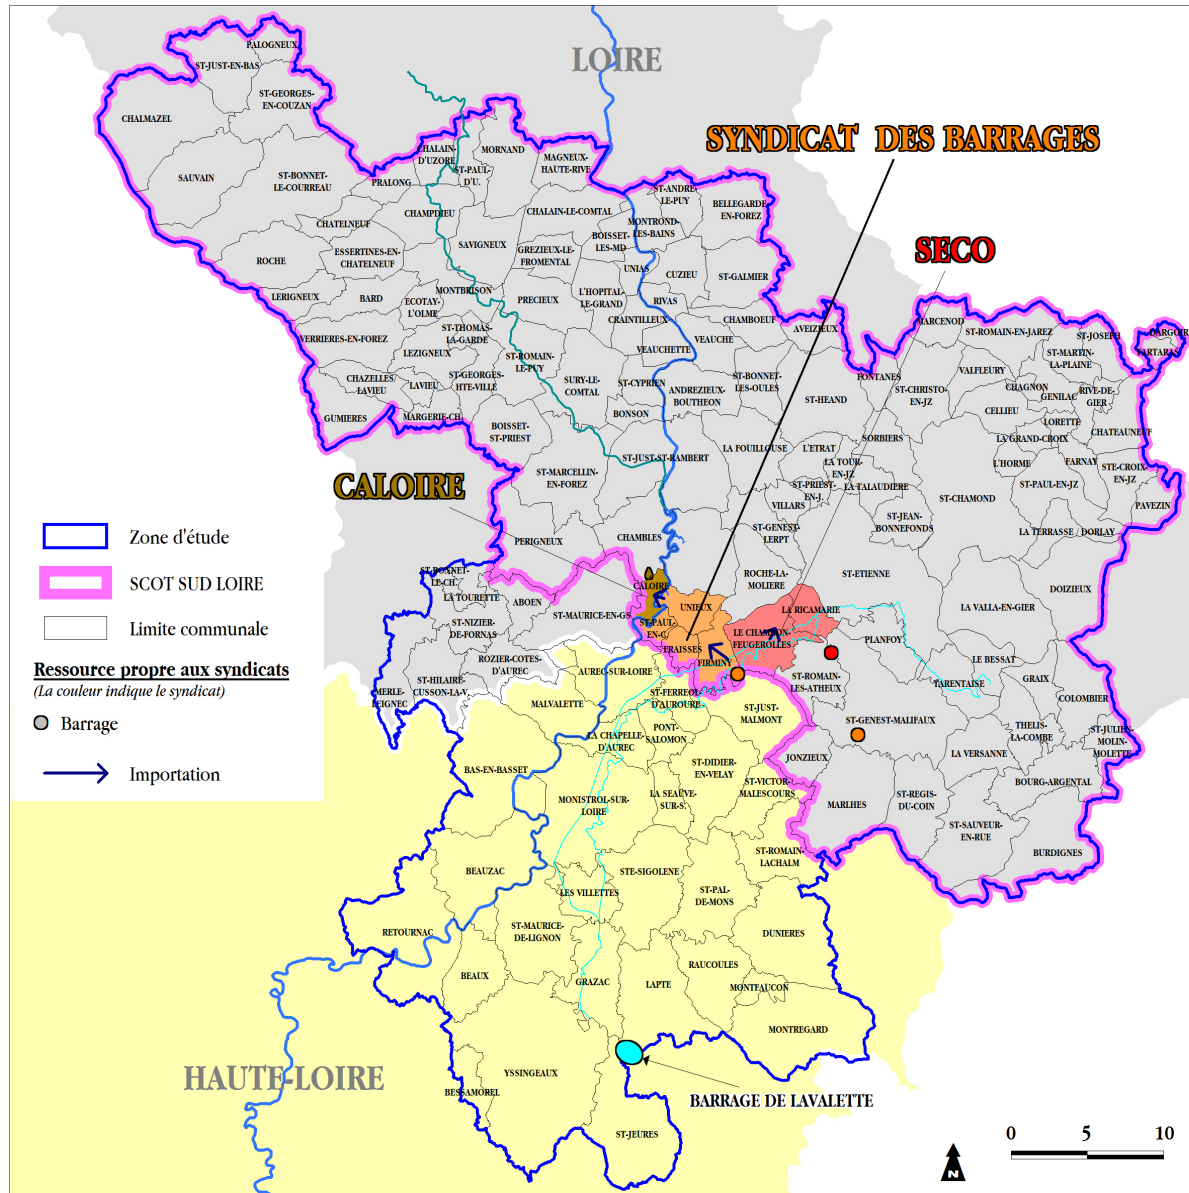 LOIRE
SYNDICAT DES BARRAGES
SECO
CALOIRE
PALOGNEUX
ST-JUST-EN-BAS
ST-GEORGES-
EN-COUZAN
CHALMAZEL
SAUVAIN
ST-BONNET-
LE-COURREAU
CHALAIN-
D'UZORE
MORNAND
ST-PAUL-
D'U.
MAGNEUX-
HAUTE-RIVE
PRALONG
CHAMPDIEU
CHALAIN-LE-COMTAL
ST-ANDRE-
LE-PUY
BELLEGARDE-
EN-FOREZ
MONTROND-
LES-BAINS
CHATELNEUF
BOISSET-
LES-MD
ESSERTINES-EN-
CHATELNEUF
SAVIGNEUX
GREZIEUX-LE-
FROMENTAL
ROCHE
UNIAS
CUZIEU
ST-GALMIER
LERIGNEUX
BARD
MONTBRISON
ECOTAY-
L'OLME
PRECIEUX
L'HOPITAL-
LE-GRAND
RIVAS
CRAINTILLEUX
CHAMBOEUF
AVEIZIEUX
MARCENOD
ST-ROMAIN-EN-JAREZ
ST-JOSEPH
DARGOIRE
TARTARAS
VERRIERES-EN-FOREZ
ST-THOMAS-
LA-GARDE
LEZIGNEUX
ST-ROMAIN-
LE-PUY
VEAUCHETTE
VEAUCHE
ST-MARTIN-
LA-PLAINE
VALFLEURY
CHAZELLES-
LAVIEU
LAVIEU
ST-GEORGES-
HTE-VILLE
SURY-LE-
COMTAL
ST-CYPRIEN
ANDREZIEUX-
BOUTHEON
ST-BONNET-
LES-OULES
FONTANES
ST-CHRISTO-
EN-JZ
CHAGNON
GENILAC
RIVE-DE-
GIER
ST-HEAND
CELLIEU
GUMIERES
MARGERIE-CH.
BOISSET-
ST-PRIEST
BONSON
LORETTE
CHATEAUNEUF
LA FOUILLOUSE
L'ETRAT
SORBIERS
LA GRAND-CROIX
ST-JUST-ST-RAMBERT
LA TOUR-
EN-JZ
L'HORME
FARNAY
STE-CROIX-
EN-JZ
ST-MARCELLIN-
EN-FOREZ
ST-PRIEST-
EN-J.
LA TALAUDIERE
ST-PAUL-EN-JZ
VILLARS
ST-CHAMOND
PAVEZIN
ST-JEAN-
BONNEFONDS
ST-GENEST-
LERPT
LA TERRASSE / DORLAY
PERIGNEUX
CHAMBLES
ROCHE-LA-
MOLIERE
ST-ETIENNE
DOIZIEUX
ST-BONNET-
LE-CH.
LA TOURETTE
ABOEN
CALOIRE
ST-MAURICE-EN-GS
UNIEUX
LA RICAMARIE
LA VALLA-EN-GIER
ST-NIZIER-
DE-FORNAS
ST-PAUL-
EN-C.
FRAISSES
LE CHAMBON-
FEUGEROLLES
PLANFOY
ROZIER-COTES-
D'AUREC
AUREC-SUR-LOIRE
FIRMINY
LE BESSAT
ST-HILAIRE-
CUSSON-LA-V.
MERLE-
LEIGNEC
ST-FERREOL-
D'AUROURE
ST-ROMAIN-
LES-ATHEUX
TARENTAISE
GRAIX
COLOMBIER
MALVALETTE
ST-JUST-
MALMONT
ST-GENEST-MALIFAUX
THELIS-
LA-COMBE
ST-JULIEN-
MOLIN-
MOLETTE
LA CHAPELLE-
D'AUREC
PONT-
SALOMON
JONZIEUX
LA VERSANNE
BAS-EN-BASSET
ST-DIDIER-
EN-VELAY
ST-VICTOR-
MALESCOURS
BOURG-ARGENTAL
MONISTROL-SUR-
LOIRE
LA SEAUVE-
SUR-S.
MARLHES
ST-REGIS-
DU-COIN
ST-SAUVEUR-
EN-RUE
BURDIGNES
ST-ROMAIN-
LACHALM
BEAUZAC
STE-SIGOLENE
LES VILLETTES
ST-PAL-
DE-MONS
RETOURNAC
ST-MAURICE-
DE-LIGNON
DUNIERES
BEAUX
GRAZAC
LAPTE
RAUCOULES
MONTFAUCON
MONTREGARD
YSSINGEAUX
BESSAMOREL
ST-JEURES
HAUTE-LOIRE
BARRAGE DE LAVALETTE
Zone d'étude
SCOT SUD LOIRE
Limite communale
Ressource propre aux syndicats
(La couleur indique le syndicat)
Barrage
Importation
0 5 10
N